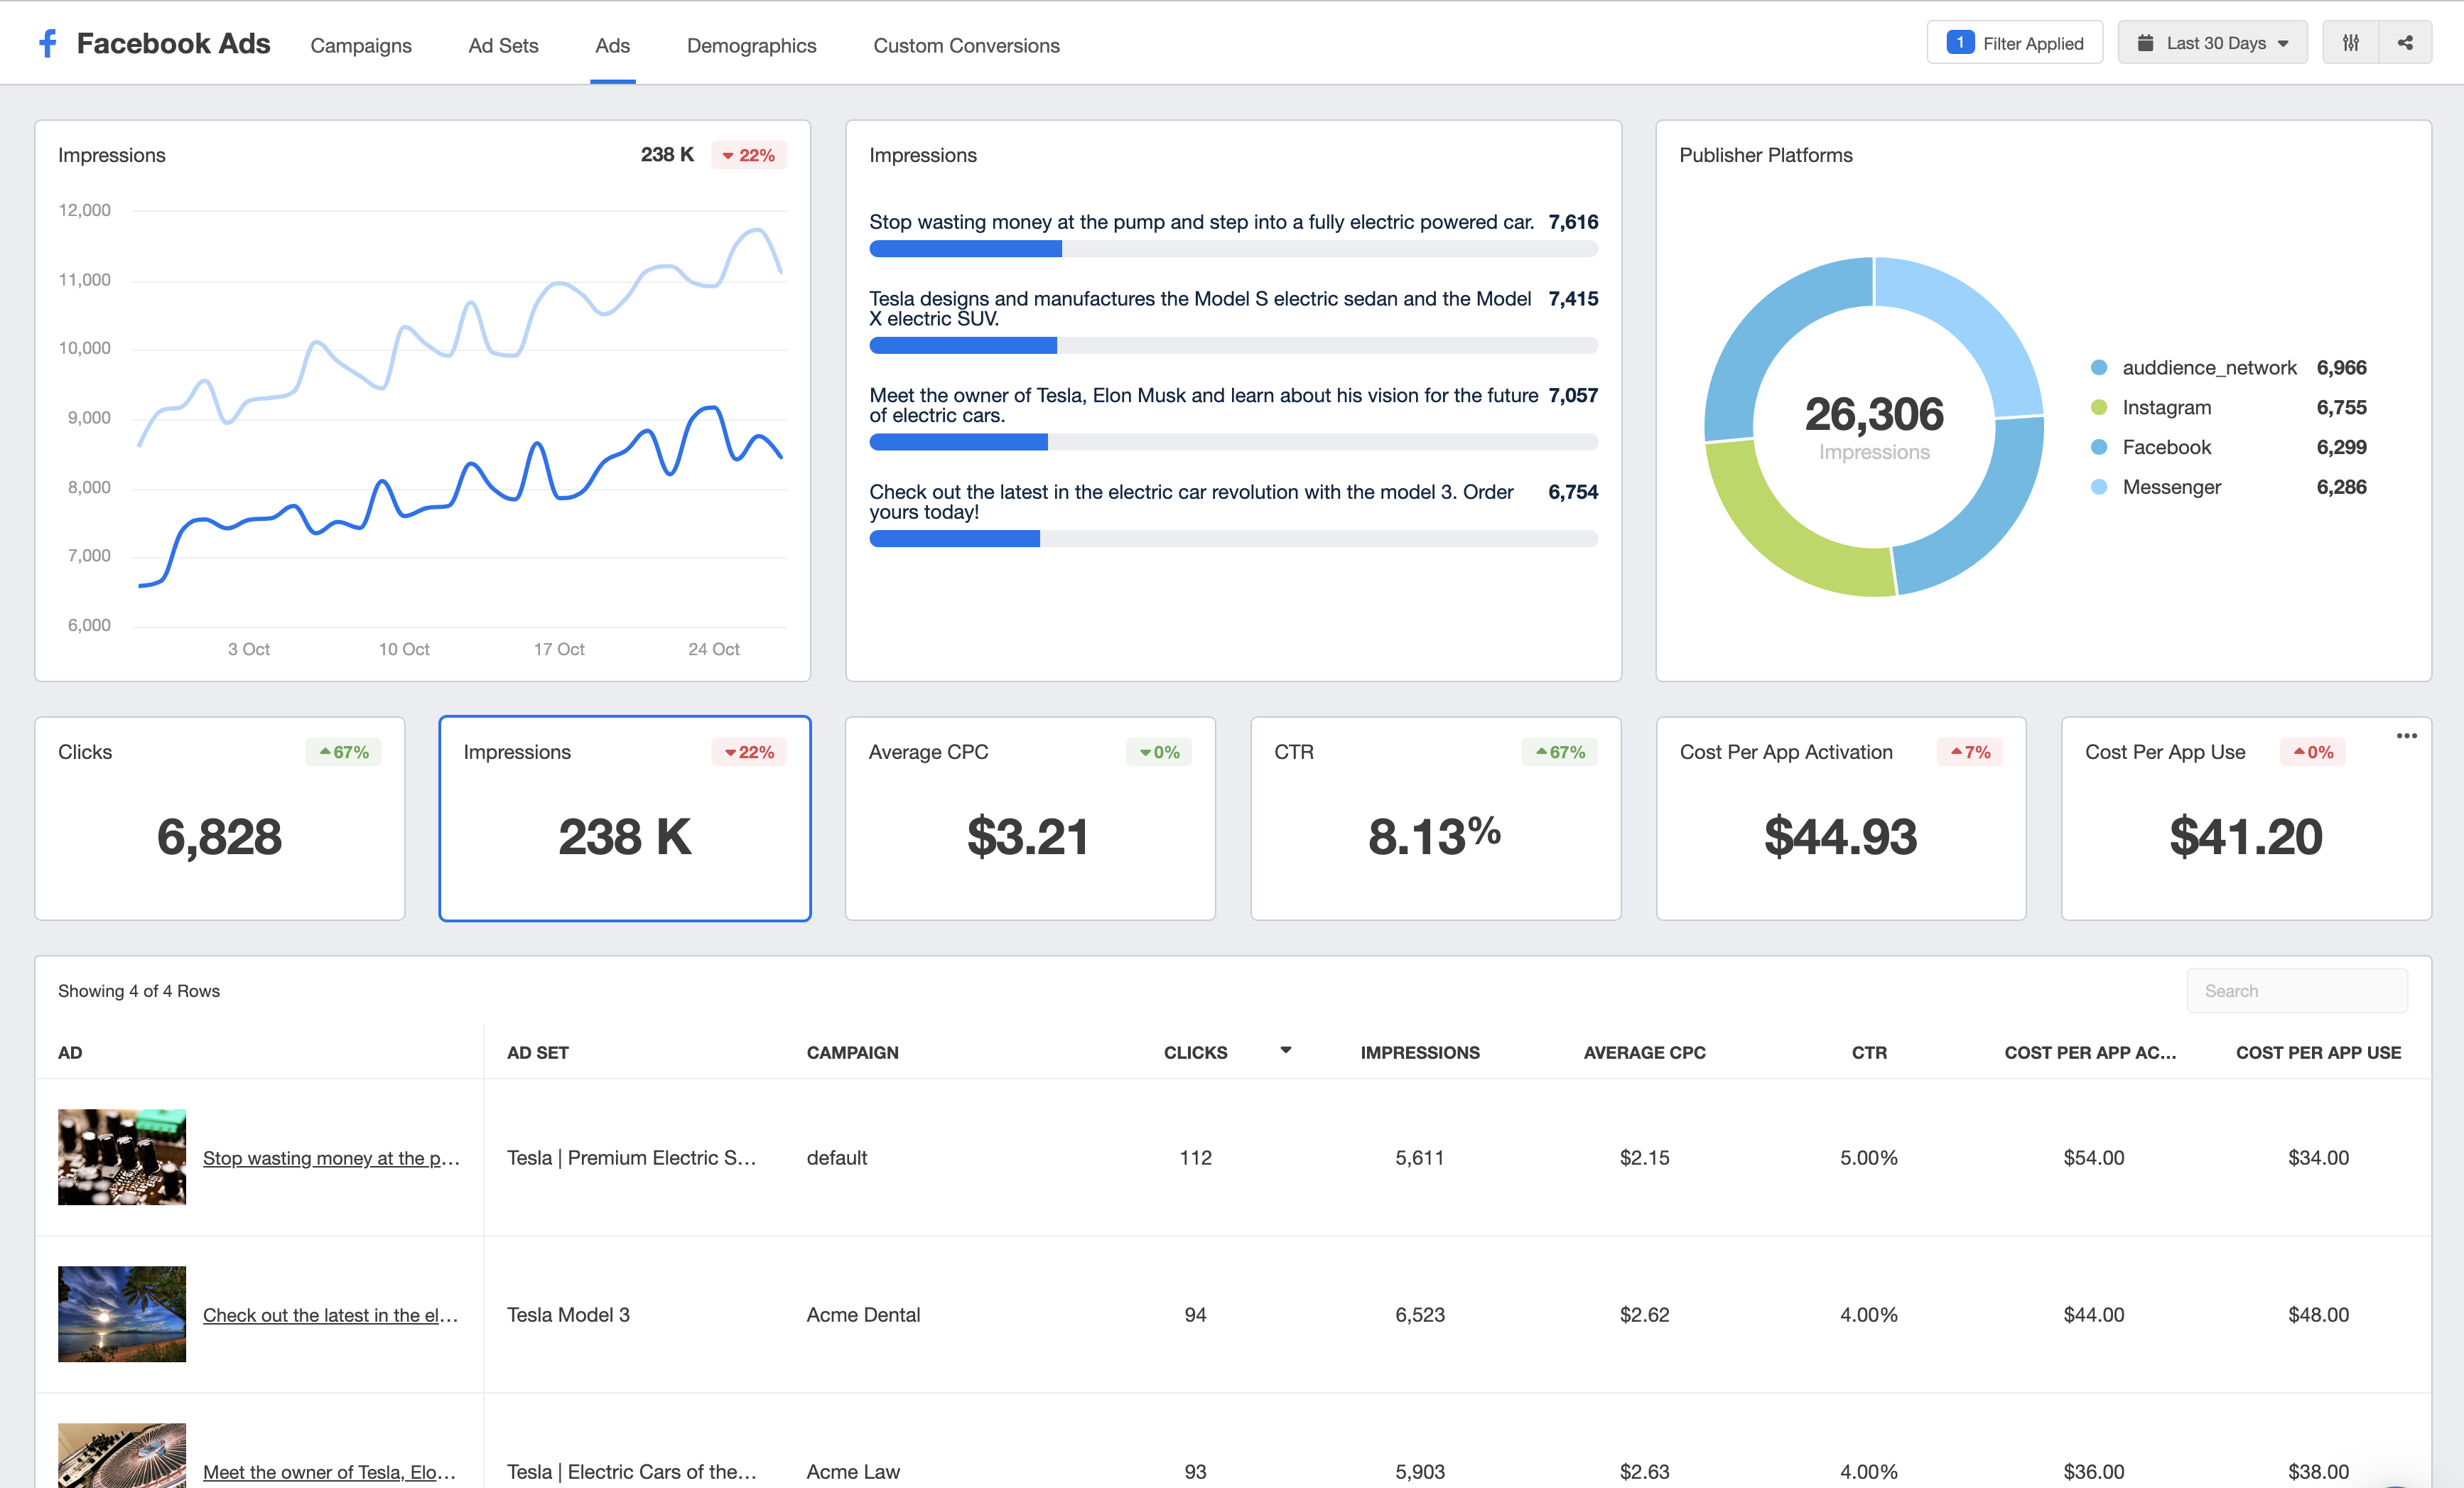 Facebook Ads
Campaigns
Ad Sets
Ads
Demographics
Custom Conversions
1 Filter Applied
Last 30 Days
Impressions
238 K
22%
12,000
11,000
10,000
9,000
8,000
7,000
6,000
3 Oct
10 Oct
17 Oct
24 Oct
Impressions
Stop wasting money at the pump and step into a fully electric powered car. 7,616
Tesla designs and manufactures the Model S electric sedan and the Model 7,415
X electric SUV.
Meet the owner of Tesla, Elon Musk and learn about his vision for the future 7,057
of electric cars.
Check out the latest in the electric car revolution with the model 3. Order 6,754
yours today!
Publisher Platforms
26,306
Impressions
auddience_network 6,966
Instagram 6,755
Facebook 6,299
Messenger 6,286
Clicks
67%
6,828
Impressions
22%
238 K
Average CPC
0%
$3.21
CTR
67%
8.13%
Cost Per App Activation
7%
$44.93
Cost Per App Use
0%
$41.20
Showing 4 of 4 Rows
Search
AD
AD SET
CAMPAIGN
CLICKS
IMPRESSIONS
AVERAGE CPC
CTR
COST PER APP AC...
COST PER APP USE
Stop wasting money at the p... Tesla | Premium Electric S... default 112 5,611 $2.15 5.00% $54.00 $34.00
Check out the latest in the el... Tesla Model 3 Acme Dental 94 6,523 $2.62 4.00% $44.00 $48.00
Meet the owner of Tesla, Elo... Tesla | Electric Cars of the... Acme Law 93 5,903 $2.63 4.00% $36.00 $38.00